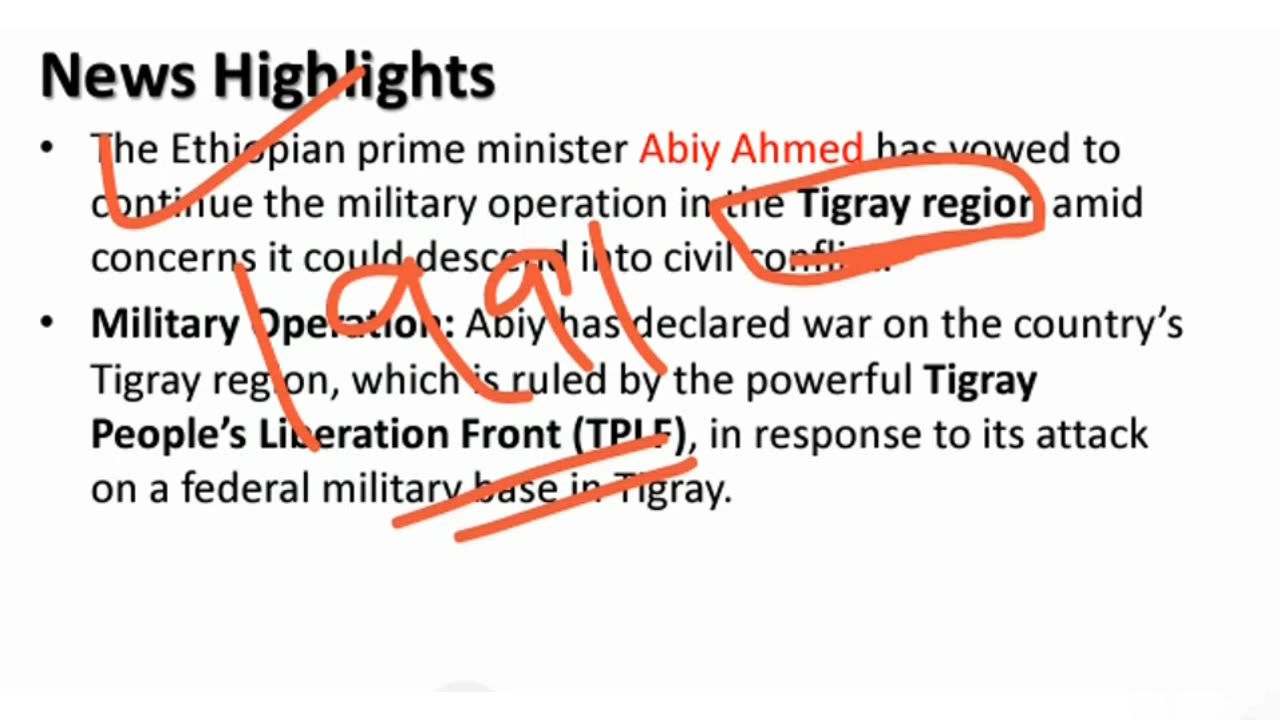 News Highlights
• The Ethiopian prime minister Abiy Ahmed has vowed to
continue the military operation in the Tigray region amid
concerns it could descend into civil conflict.
1991
• Military Operation: Abiy has declared war on the country’s
Tigray region, which is ruled by the powerful Tigray
People’s Liberation Front (TPLF), in response to its attack
on a federal military base in Tigray.